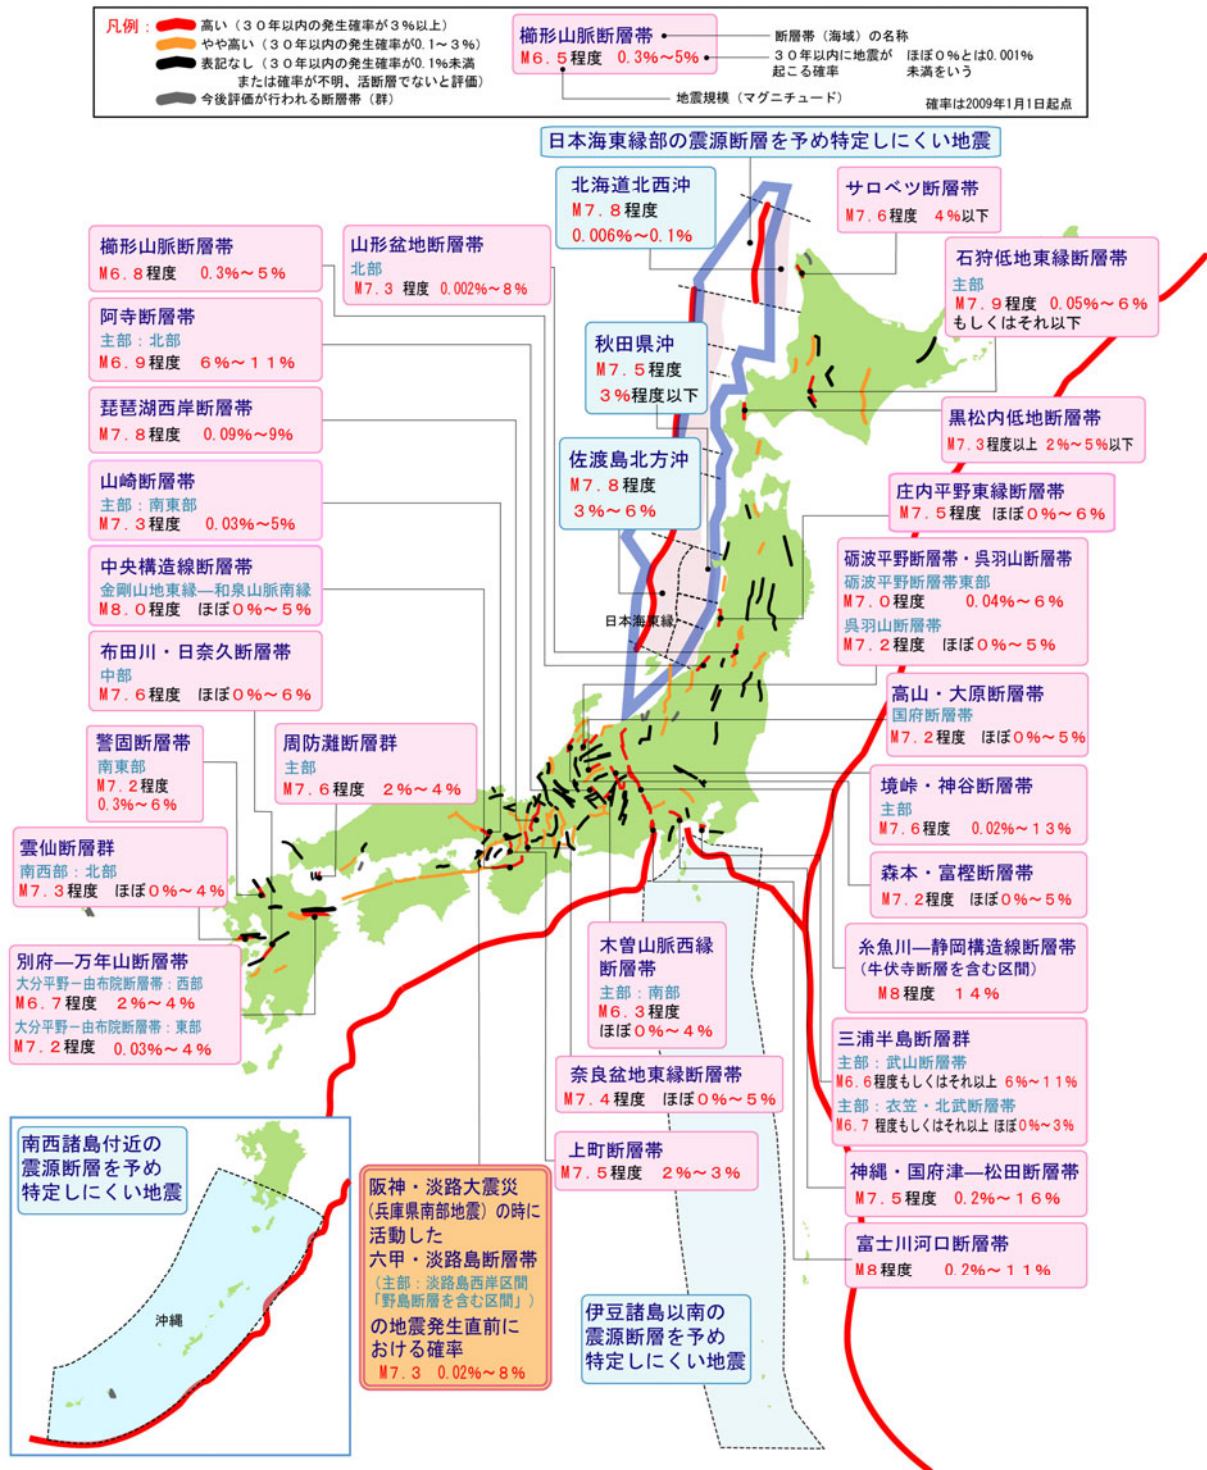 凡例：
高い（３０年以内の発生確率が３％以上）
やや高い（３０年以内の発生確率が0.1～３％）
表記なし（３０年以内の発生確率が0.1％未満
または確率が不明、活断層でないと評価）
今後評価が行われる断層帯（群）
櫛形山脈断層帯
M6.5程度 0.3%～5%
断層帯（海域）の名称
３０年以内に地震が
起こる確率
ほぼ０％とは0.001%
未満をいう
地震規模（マグニチュード）
確率は2009年1月1日起点
日本海東縁部の震源断層を予め特定しにくい地震
北海道北西沖
M7.8程度
0.006%～0.1%
サロベツ断層帯
M7.6程度 4%以下
櫛形山脈断層帯
M6.8程度 0.3%～5%
山形盆地断層帯
北部
M7.3 程度 0.002%～8%
石狩低地東縁断層帯
主部
M7.9程度 0.05%～6%
もしくはそれ以下
阿寺断層帯
主部：北部
M6.9程度 6%～11%
秋田県沖
M7.5程度
3%程度以下
琵琶湖西岸断層帯
M7.8程度 0.09%～9%
黒松内低地断層帯
M7.3程度以上 2%～5%以下
佐渡島北方沖
M7.8程度
3%～6%
山崎断層帯
主部：南東部
M7.3程度 0.03%～5%
庄内平野東縁断層帯
M7.5程度 ほぼ０％～6%
中央構造線断層帯
金剛山地東縁―和泉山脈南縁
M8.0程度 ほぼ０％～5%
砺波平野断層帯・呉羽山断層帯
砺波平野断層帯東部
M7.0程度 0.04%～6%
呉羽山断層帯
M7.2程度 ほぼ０％～5%
日本海東縁
布田川・日奈久断層帯
中部
M7.6程度 ほぼ０％～6%
高山・大原断層帯
国府断層帯
M7.2程度 ほぼ０％～5%
警固断層帯
南東部
M7.2程度
0.3%～6%
周防灘断層群
主部
M7.6程度 2%～4%
境峠・神谷断層帯
主部
M7.6程度 0.02%～13%
雲仙断層群
南西部：北部
M7.3程度 ほぼ０％～4%
森本・富樫断層帯
M7.2程度 ほぼ０％～5%
別府―万年山断層帯
大分平野－由布院断層帯：西部
M6.7程度 2%～4%
大分平野－由布院断層帯：東部
M7.2程度 0.03%～4%
木曽山脈西縁
断層帯
主部：南部
M6.3程度
ほぼ０％～4%
糸魚川―静岡構造線断層帯
（牛伏寺断層を含む区間）
M8程度 14%
三浦半島断層群
主部：武山断層帯
M6.6程度もしくはそれ以上 6%～11%
主部：衣笠・北武断層帯
M6.7 程度もしくはそれ以上 ほぼ０％～3%
奈良盆地東縁断層帯
M7.4程度 ほぼ０％～5%
上町断層帯
M7.5程度 2%～3%
神縄・国府津―松田断層帯
M7.5程度 0.2%～16%
富士川河口断層帯
M8程度 0.2%～11%
南西諸島付近の
震源断層を予め
特定しにくい地震
沖縄
阪神・淡路大震災
（兵庫県南部地震）の時に
活動した
六甲・淡路島断層帯
（主部：淡路島西岸区間
「野島断層を含む区間」）
の地震発生直前に
おける確率
M7.3 0.02%～8%
伊豆諸島以南の
震源断層を予め
特定しにくい地震